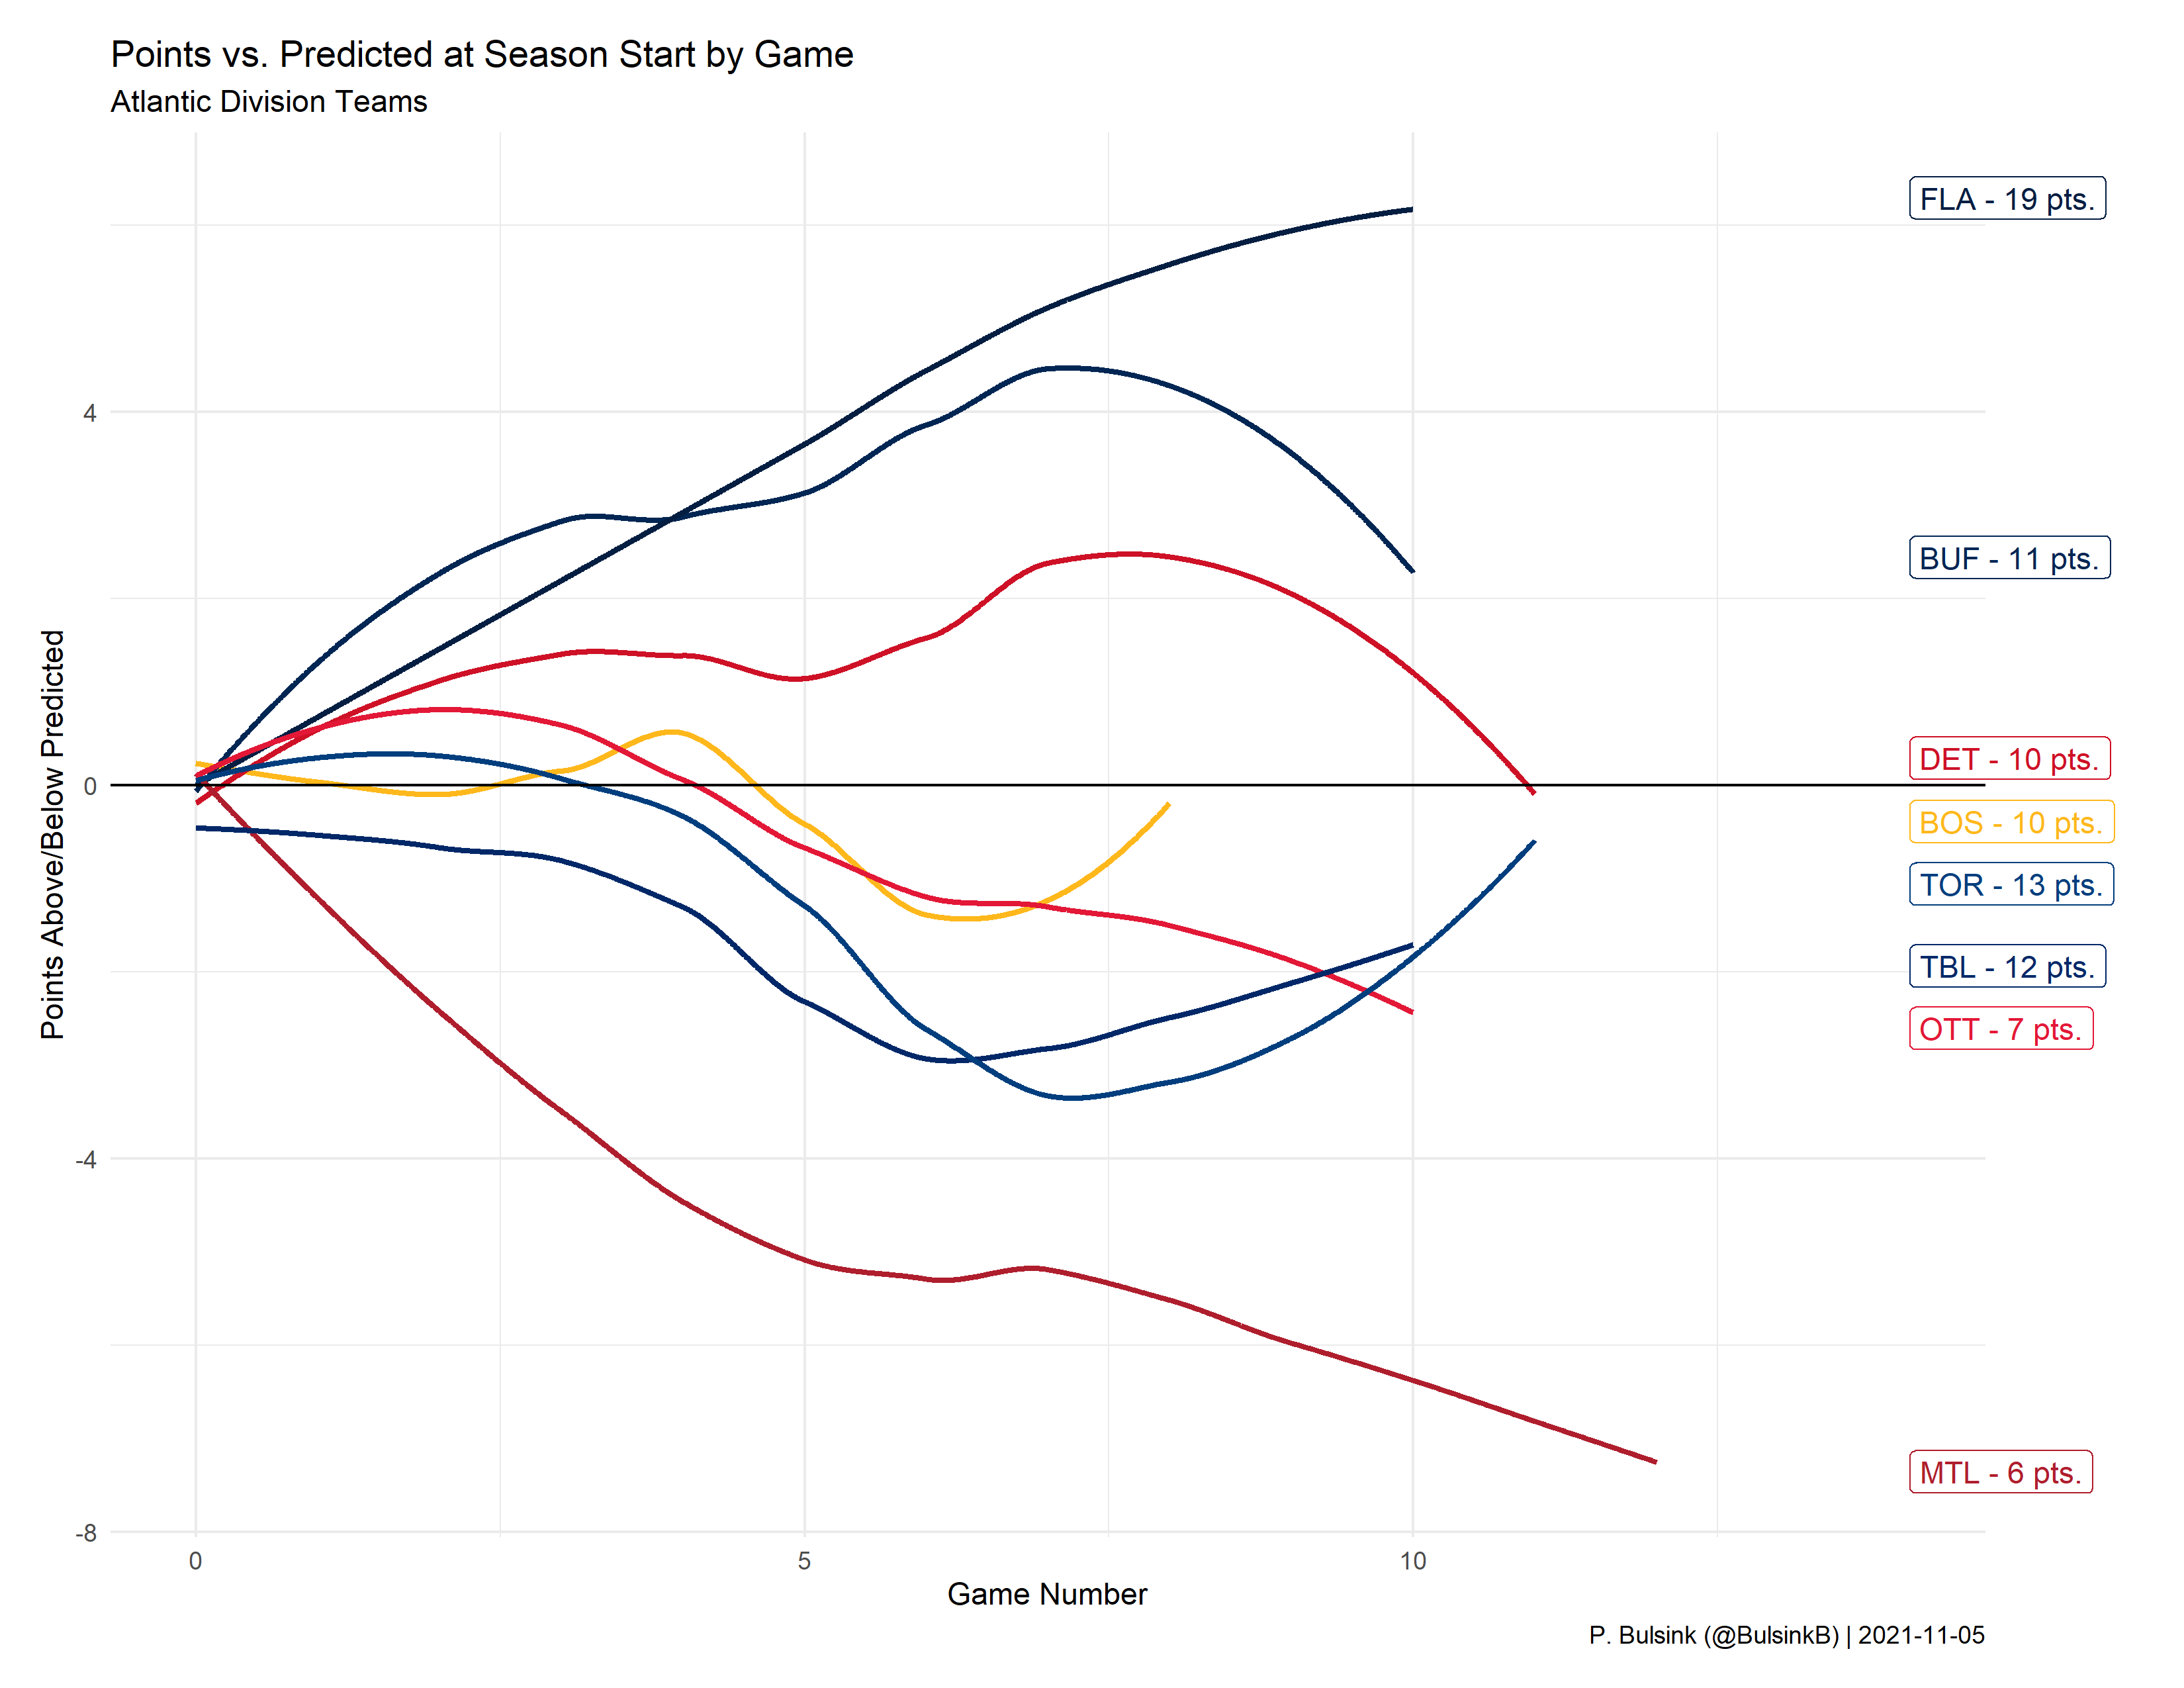 Points vs. Predicted at Season Start by Game
Atlantic Division Teams
Points Above/Below Predicted
4
0
-4
-8
0
5
10
Game Number
FLA - 19 pts.
BUF - 11 pts.
DET - 10 pts.
BOS - 10 pts.
TOR - 13 pts.
TBL - 12 pts.
OTT - 7 pts.
MTL - 6 pts.
P. Bulsink (@BulsinkB) | 2021-11-05